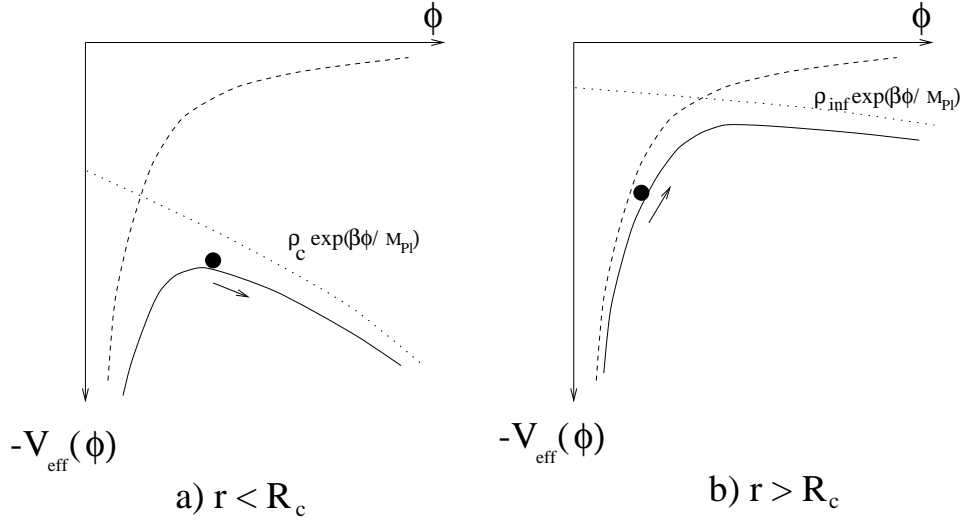 ϕ
ρ_c exp(βϕ/ M_Pl)
-V_eff(ϕ)
a) r < R_c
ϕ
ρ_inf exp(βϕ/ M_Pl)
-V_eff(ϕ)
b) r > R_c